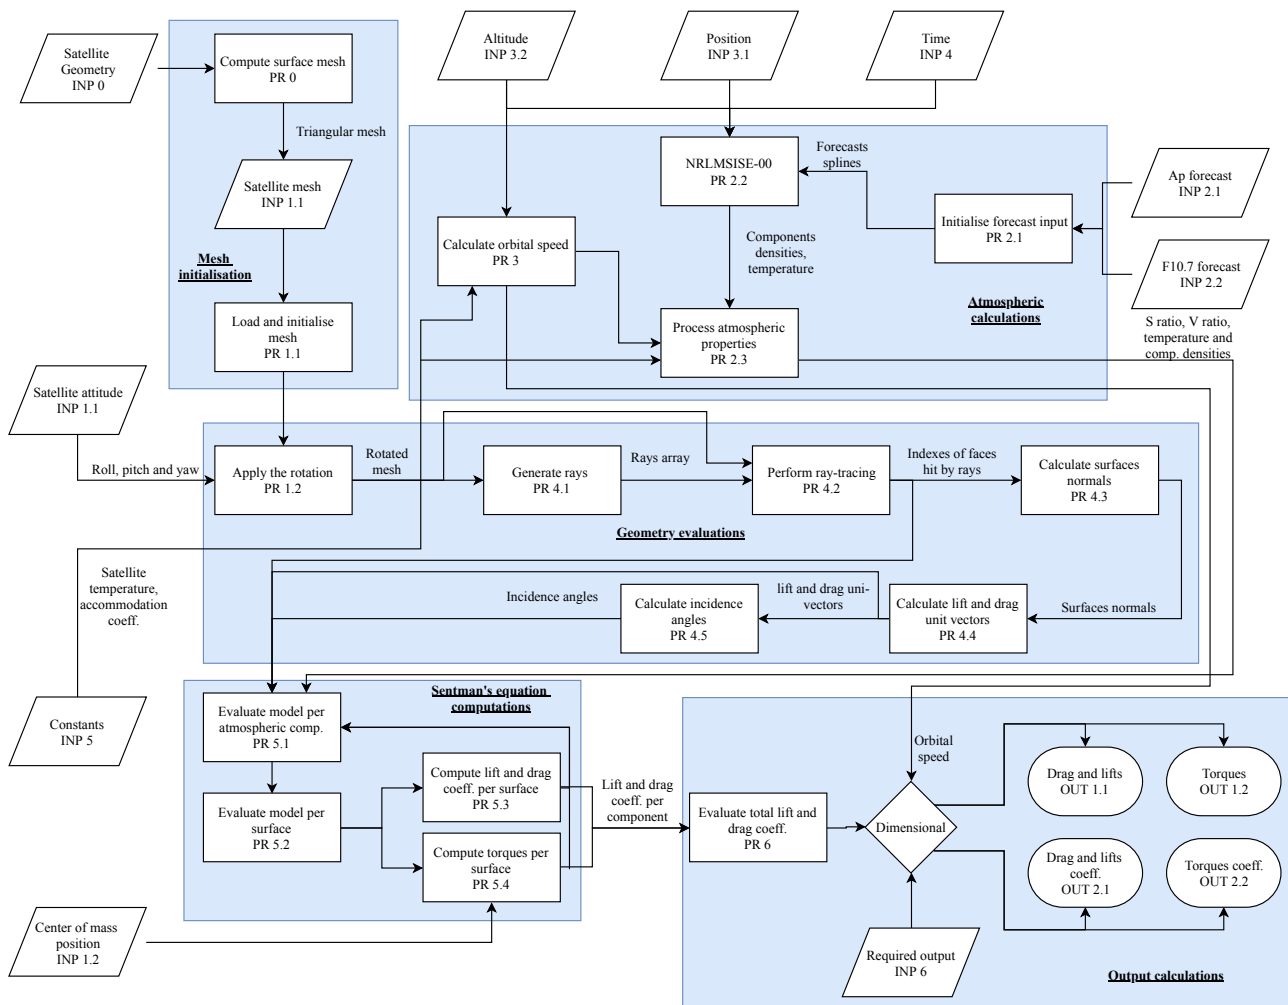 Satellite
Geometry
INP 0
Compute surface mesh
PR 0
Triangular mesh
Satellite mesh
INP 1.1
Mesh
initialisation
Load and initialise
mesh
PR 1.1
Altitude
INP 3.2
Position
INP 3.1
Time
INP 4
NRLMSISE-00
PR 2.2
Forecasts
splines
Ap forecast
INP 2.1
Initialise forecast input
PR 2.1
F10.7 forecast
INP 2.2
Calculate orbital speed
PR 3
Components
densities,
temperature
Atmospheric
calculations
Process atmospheric
properties
PR 2.3
S ratio, V ratio,
temperature and
comp. densities
Satellite attitude
INP 1.1
Roll, pitch and yaw
Apply the rotation
PR 1.2
Rotated
mesh
Generate rays
PR 4.1
Rays array
Perform ray-tracing
PR 4.2
Indexes of faces
hit by rays
Calculate surfaces
normals
PR 4.3
Geometry evaluations
Satellite
temperature,
accommodation
coeff.
Incidence angles
Calculate incidence
angles
PR 4.5
lift and drag uni-
vectors
Calculate lift and drag
unit vectors
PR 4.4
Surfaces normals
Constants
INP 5
Sentman's equation
computations
Evaluate model per
atmospheric comp.
PR 5.1
Evaluate model per
surface
PR 5.2
Compute lift and drag
coeff. per surface
PR 5.3
Compute torques per
surface
PR 5.4
Lift and drag
coeff. per
component
Center of mass
position
INP 1.2
Evaluate total lift and
drag coeff.
PR 6
Orbital
speed
Dimensional
Drag and lifts
OUT 1.1
Torques
OUT 1.2
Drag and lifts
coeff.
OUT 2.1
Torques coeff.
OUT 2.2
Required output
INP 6
Output calculations